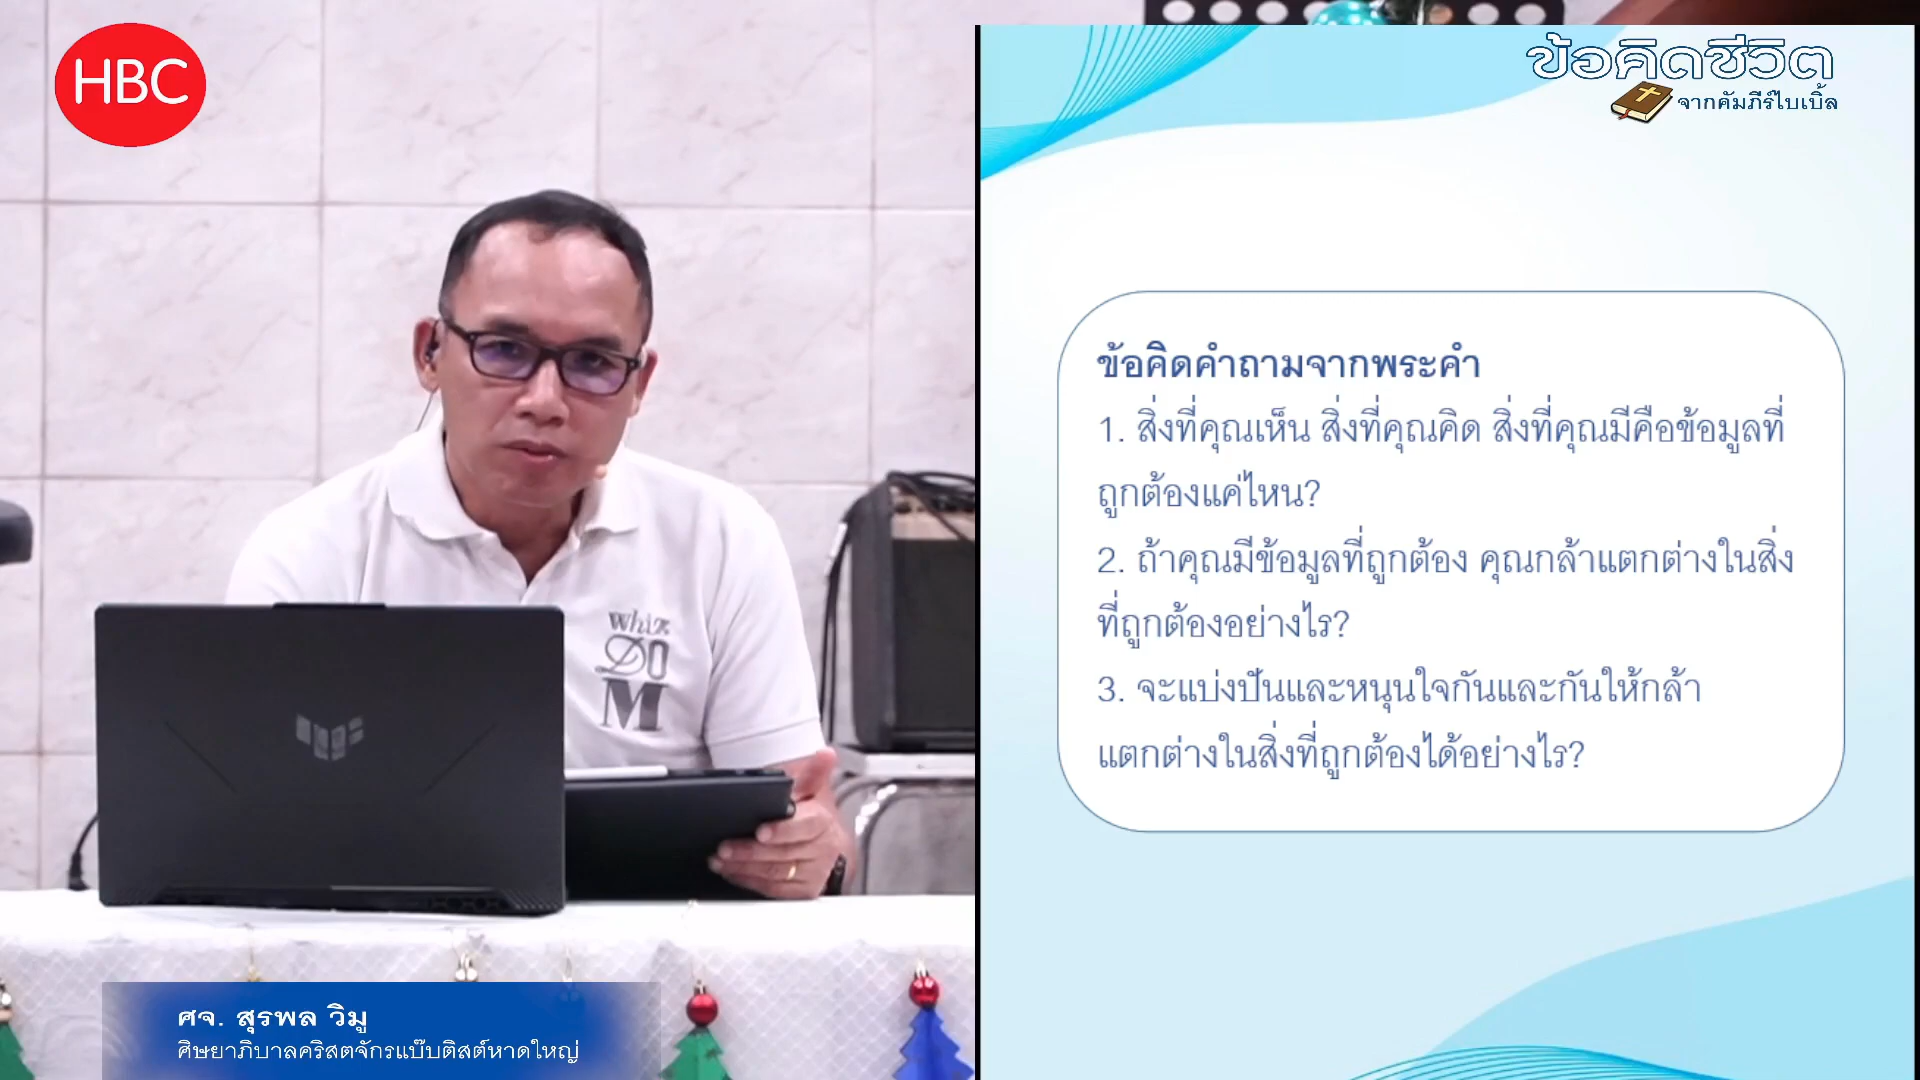 HBC
ข้อคิดชีวิต
จากคัมภีร์ไบเบิ้ล
ข้อคิดคำถามจากพระคำ
1. สิ่งที่คุณเห็น สิ่งที่คุณคิด สิ่งที่คุณมีคือข้อมูลที่
ถูกต้องแค่ไหน?
2. ถ้าคุณมีข้อมูลที่ถูกต้อง คุณกล้าแตกต่างในสิ่ง
ที่ถูกต้องอย่างไร?
3. จะแบ่งปันและหนุนใจกันและกันให้กล้า
แตกต่างในสิ่งที่ถูกต้องได้อย่างไร?
whiz
DO
M
ศจ. สุรพล วิมู
ศิษยาภิบาลคริสตจักรแบ๊บติสต์หาดใหญ่